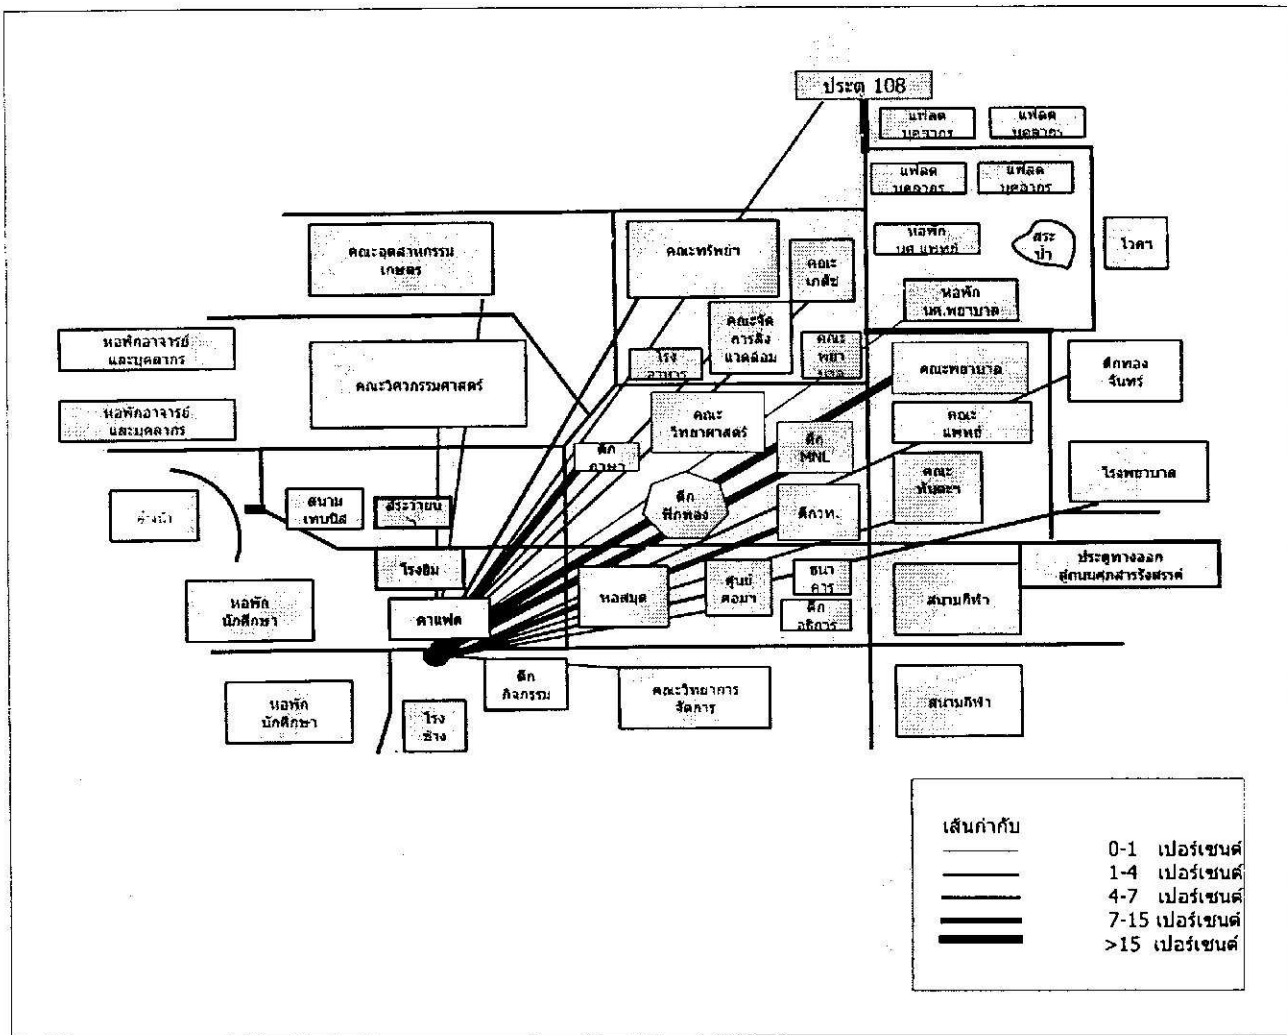 ประตู 108
แฟลต
บุคลากร
แฟลต
บุคลากร
แฟลต
บุคลากร
แฟลต
บุคลากร
คณะอุตสาหกรรม
เกษตร
คณะทรัพย์ฯ
คณะ
เภสัช
หอพัก
นศ.แพทย์
สระ
น้ำ
หอพัก
นศ.พยาบาล
คณะจัด
การสิ่ง
แวดล้อม
หอพักอาจารย์
และบุคลากร
คณะวิศวกรรมศาสตร์
โรง
อาหาร
คณะ
พยา
บาล
คณะพยาบาล
ตึกทอง
จันทร์
หอพักอาจารย์
และบุคลากร
คณะ
วิทยาศาสตร์
คณะ
แพทย์
ตึก
ภาษา
ตึก
MNL
คณะ
ทันตะฯ
โรงพยาบาล
อ่างน้ำ
สนาม
เทนนิส
สระว่ายน
ตึก
ฟักทอง
ตึกวท.
โรงยิม
ประตูทางออก
สู่ถนนศุภสารรังสรรค์
หอพัก
นักศึกษา
คาเฟต
หอสมุด
ศูนย์
คอมฯ
ธนา
คาร
ตึก
อธิการ
สนามกีฬา
หอพัก
นักศึกษา
โรง
ช้าง
ตึก
กิจกรรม
คณะวิทยาการ
จัดการ
สนามกีฬา
เส้นกำกับ
0-1 เปอร์เซนต์
1-4 เปอร์เซนต์
4-7 เปอร์เซนต์
7-15 เปอร์เซนต์
>15 เปอร์เซนต์